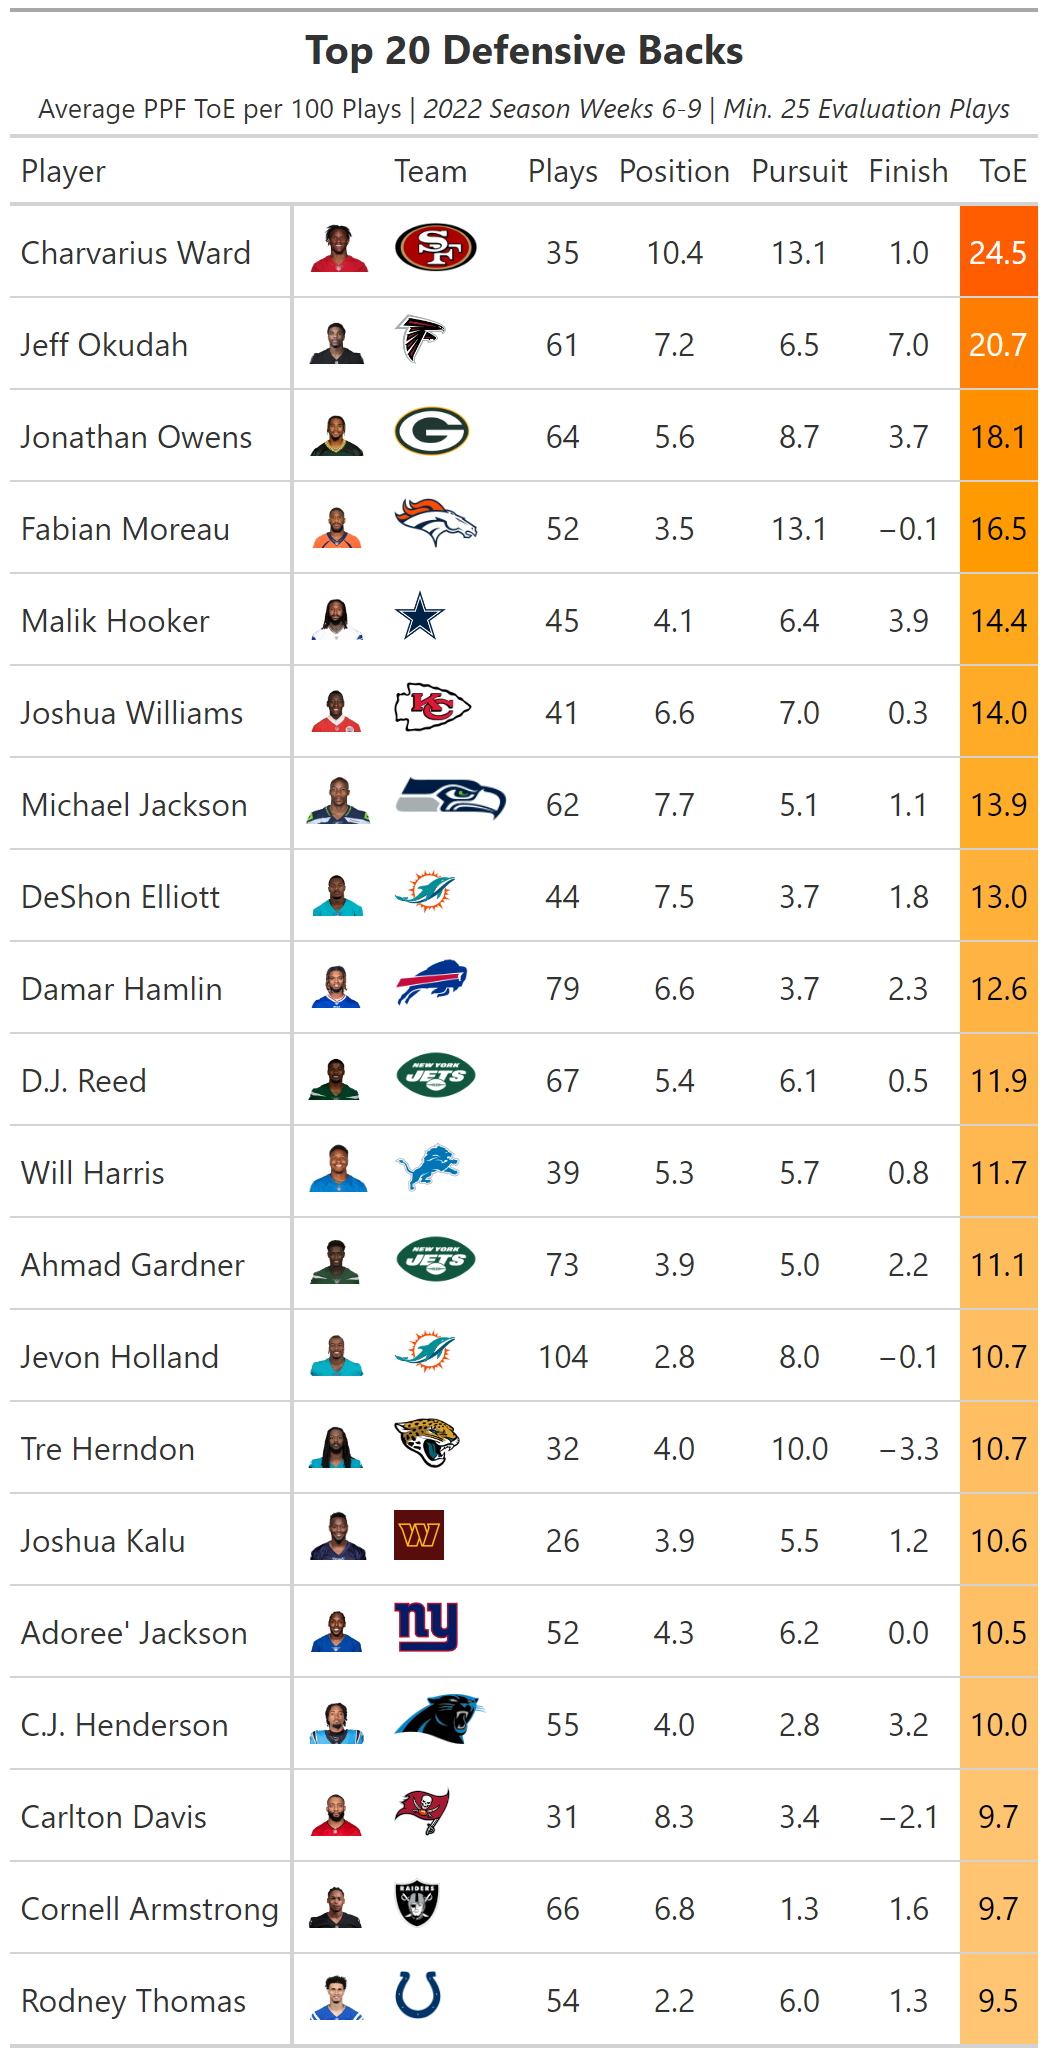 Top 20 Defensive Backs
Average PPF ToE per 100 Plays | 2022 Season Weeks 6-9 | Min. 25 Evaluation Plays
Player Team Plays Position Pursuit Finish ToE
Charvarius Ward SF 35 10.4 13.1 1.0 24.5
Jeff Okudah 61 7.2 6.5 7.0 20.7
Jonathan Owens G 64 5.6 8.7 3.7 18.1
Fabian Moreau 52 3.5 13.1 −0.1 16.5
Malik Hooker 45 4.1 6.4 3.9 14.4
Joshua Williams KC 41 6.6 7.0 0.3 14.0
Michael Jackson 62 7.7 5.1 1.1 13.9
DeShon Elliott 44 7.5 3.7 1.8 13.0
Damar Hamlin 79 6.6 3.7 2.3 12.6
D.J. Reed NEW YORK JETS 67 5.4 6.1 0.5 11.9
Will Harris 39 5.3 5.7 0.8 11.7
Ahmad Gardner NEW YORK JETS 73 3.9 5.0 2.2 11.1
Jevon Holland 104 2.8 8.0 −0.1 10.7
Tre Herndon 32 4.0 10.0 −3.3 10.7
Joshua Kalu W 26 3.9 5.5 1.2 10.6
Adoree' Jackson ny 52 4.3 6.2 0.0 10.5
C.J. Henderson 55 4.0 2.8 3.2 10.0
Carlton Davis 31 8.3 3.4 −2.1 9.7
Cornell Armstrong RAIDERS 66 6.8 1.3 1.6 9.7
Rodney Thomas 54 2.2 6.0 1.3 9.5